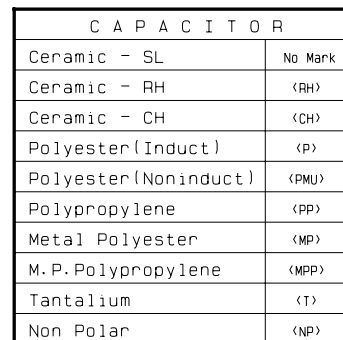 CAPACITOR
Ceramic - SL No Mark
Ceramic - RH <RH>
Ceramic - CH <CH>
Polyester(Induct) <P>
Polyester(Noninduct) <PMU>
Polypropylene <PP>
Metal Polyester <MP>
M.P.Polypropylene <MPP>
Tantalium <T>
Non Polar <NP>